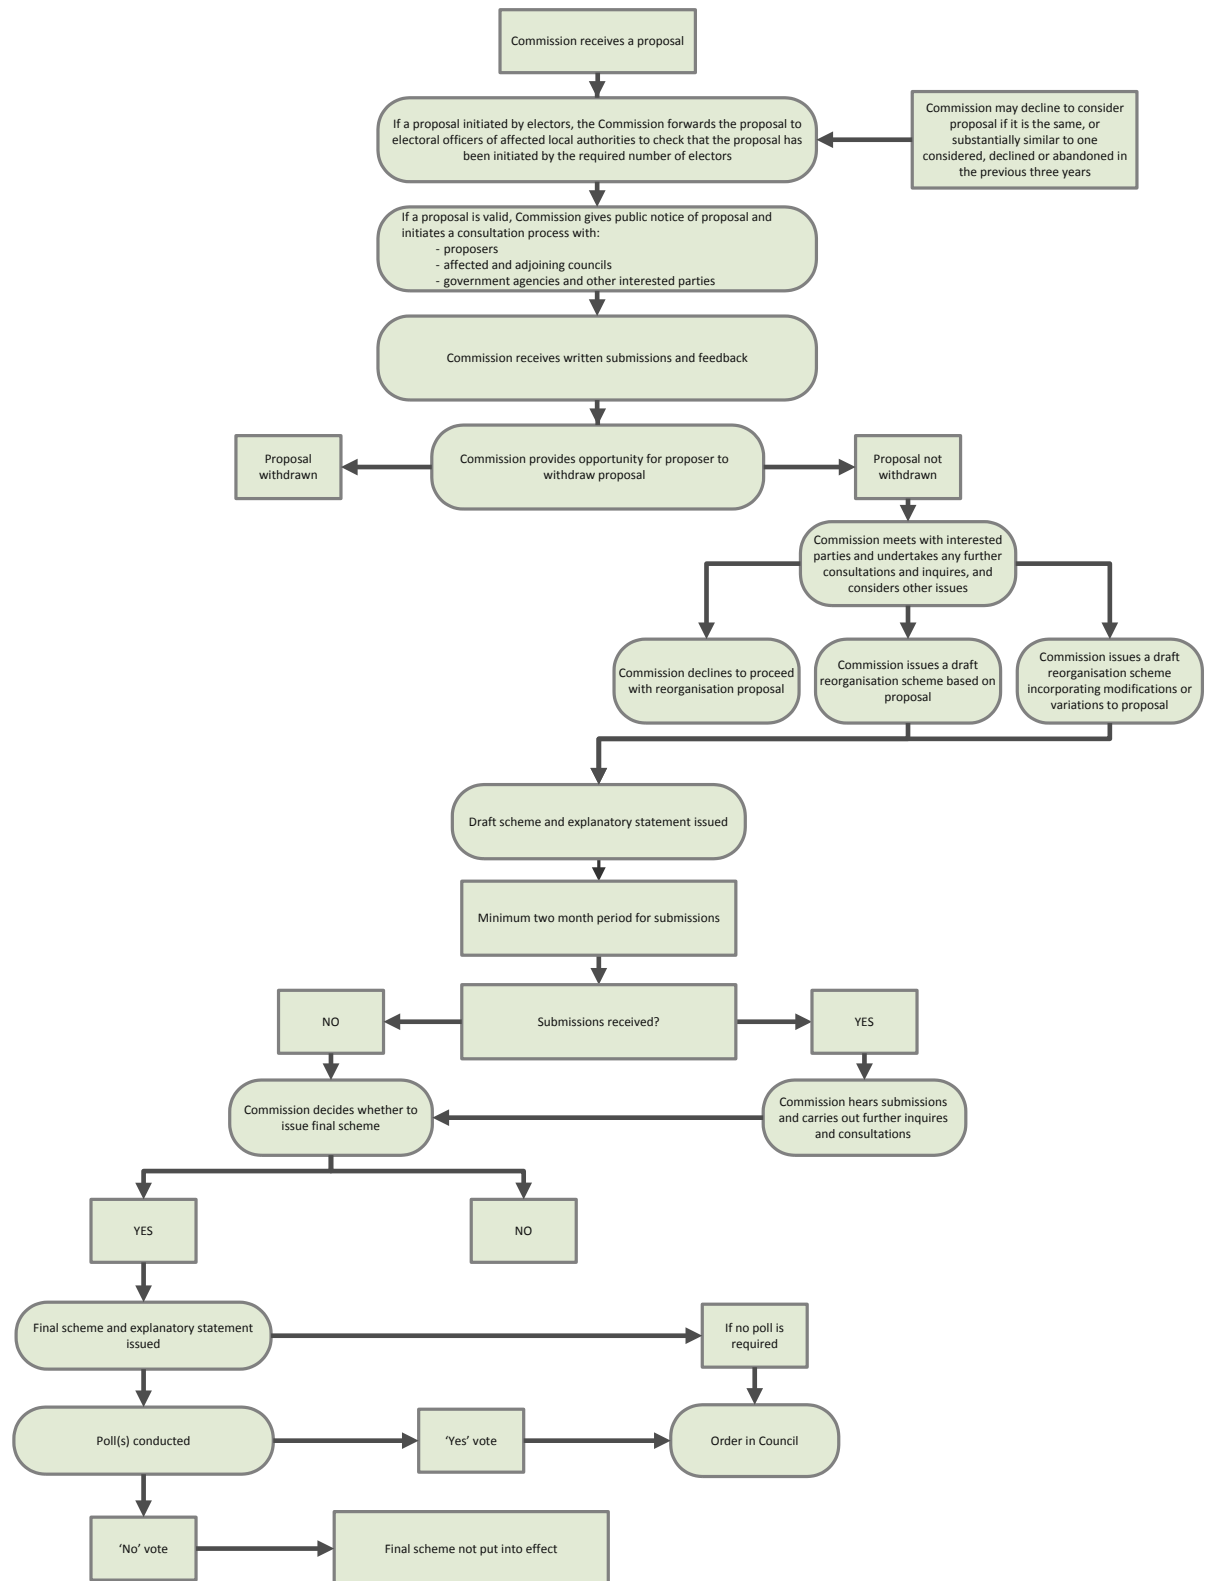 Commission receives a proposal
If a proposal initiated by electors, the Commission forwards the proposal to
electoral officers of affected local authorities to check that the proposal has
been initiated by the required number of electors
Commission may decline to consider
proposal if it is the same, or
substantially similar to one
considered, declined or abandoned in
the previous three years
If a proposal is valid, Commission gives public notice of proposal and
initiates a consultation process with:
- proposers
- affected and adjoining councils
- government agencies and other interested parties
Commission receives written submissions and feedback
Proposal
withdrawn
Commission provides opportunity for proposer to
withdraw proposal
Proposal not
withdrawn
Commission meets with interested
parties and undertakes any further
consultations and inquires, and
considers other issues
Commission declines to proceed
with reorganisation proposal
Commission issues a draft
reorganisation scheme based on
proposal
Commission issues a draft
reorganisation scheme
incorporating modifications or
variations to proposal
Draft scheme and explanatory statement issued
Minimum two month period for submissions
NO
Submissions received?
YES
Commission decides whether to
issue final scheme
Commission hears submissions
and carries out further inquires
and consultations
YES
NO
Final scheme and explanatory statement
issued
If no poll is
required
Poll(s) conducted
‘Yes’ vote
Order in Council
‘No’ vote
Final scheme not put into effect